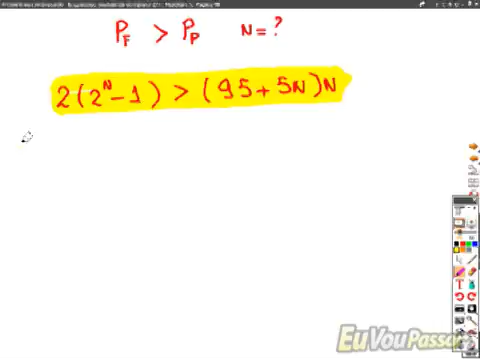 P_F > P_P N = ?
2(2^N - 1) > (95 + 5N)N
EuVouPassar